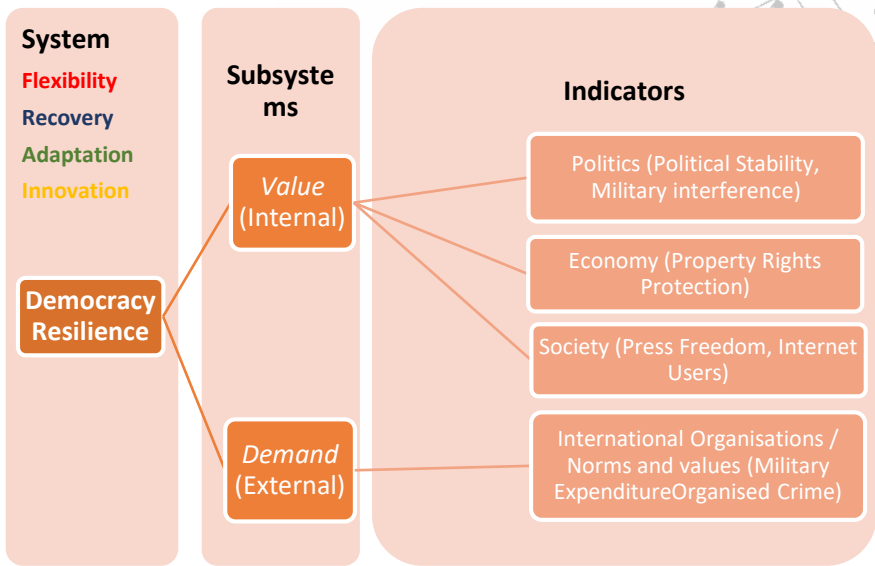 System
Flexibility
Recovery
Adaptation
Innovation
Democracy
Resilience
Subsyste
ms
Value
(Internal)
Demand
(External)
Indicators
Politics (Political Stability,
Military interference)
Economy (Property Rights
Protection)
Society (Press Freedom, Internet
Users)
International Organisations /
Norms and values (Military
ExpenditureOrganised Crime)